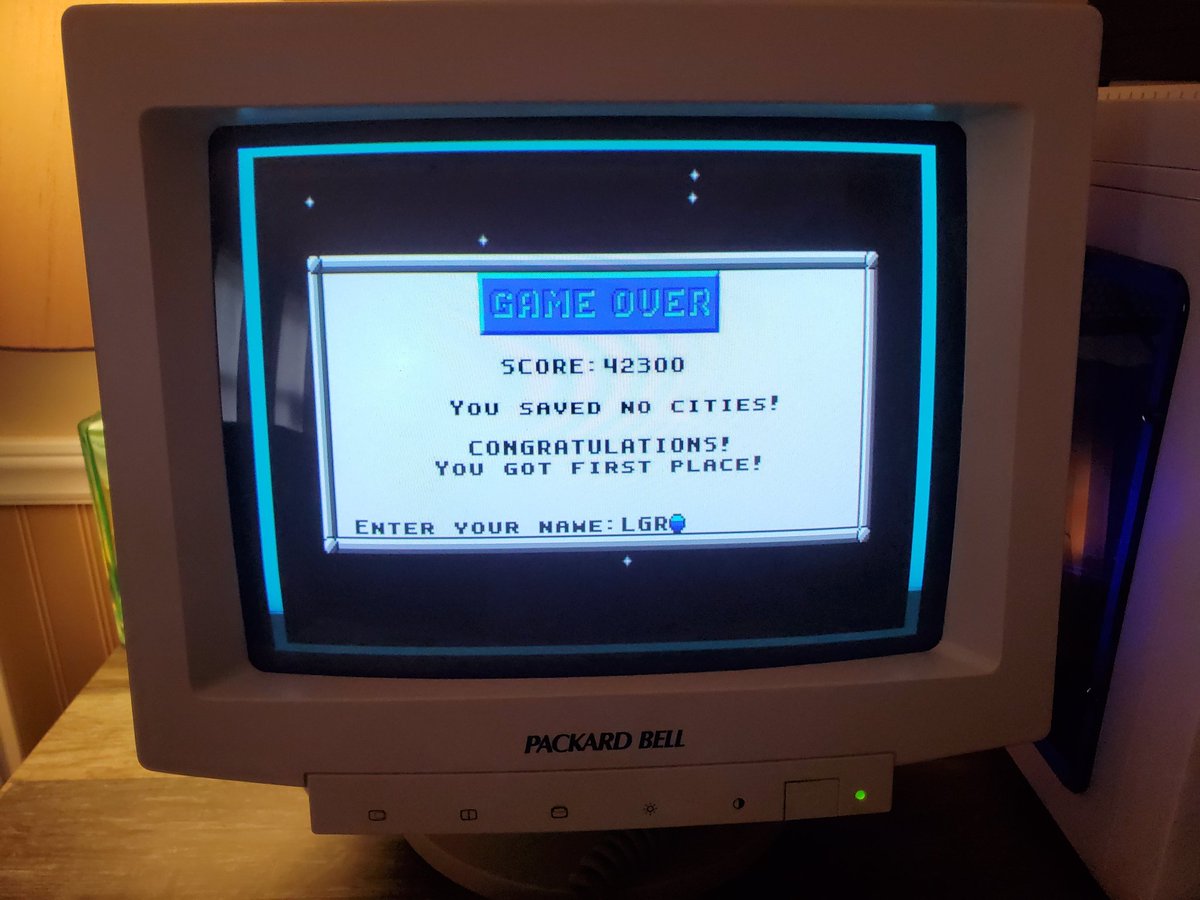 GAME OVER
SCORE:42300
YOU SAVED NO CITIES!
CONGRATULATIONS!
YOU GOT FIRST PLACE!
ENTER YOUR NAME:LGR
PACKARD BELL